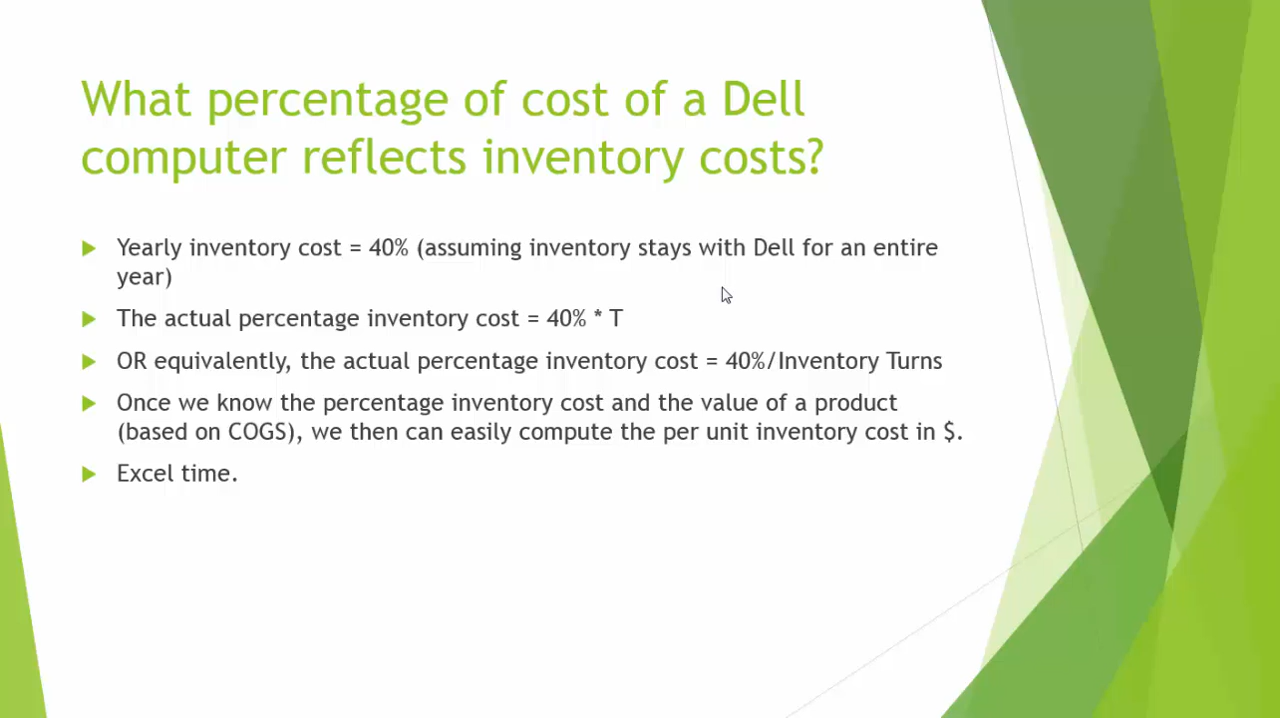 What percentage of cost of a Dell
computer reflects inventory costs?
Yearly inventory cost = 40% (assuming inventory stays with Dell for an entire
year)
The actual percentage inventory cost = 40% * T
OR equivalently, the actual percentage inventory cost = 40%/Inventory Turns
Once we know the percentage inventory cost and the value of a product
(based on COGS), we then can easily compute the per unit inventory cost in $.
Excel time.